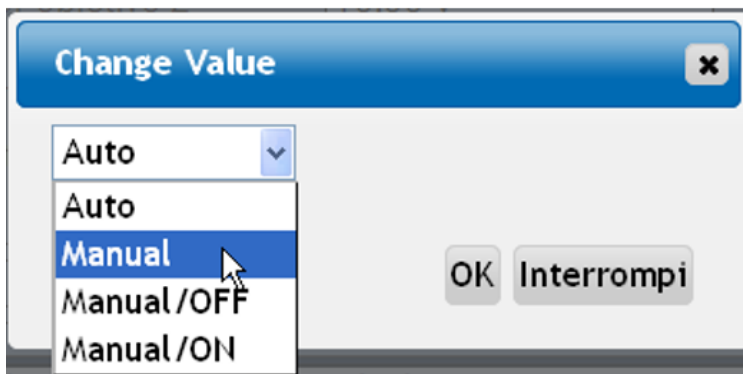 Change Value
Auto
Auto
Manual
Manual/OFF
Manual/ON
OK Interrompi